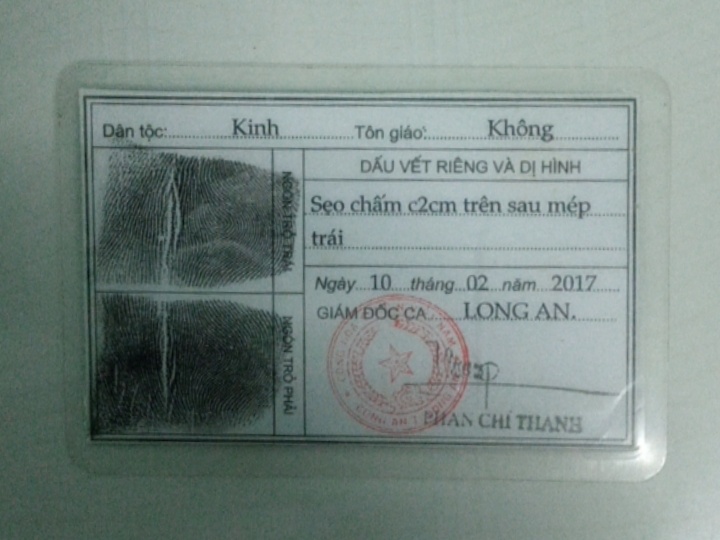 Dân tộc: Kinh Tôn giáo: Không
DẤU VẾT RIÊNG VÀ DỊ HÌNH
Sẹo chấm c2cm trên sau mép
trái
Ngày 10 tháng 02 năm 2017
GIÁM ĐỐC CA LONG AN.
PHAN CHÍ THANH
NGÓN TRỎ TRÁI
NGÓN TRỎ PHẢI